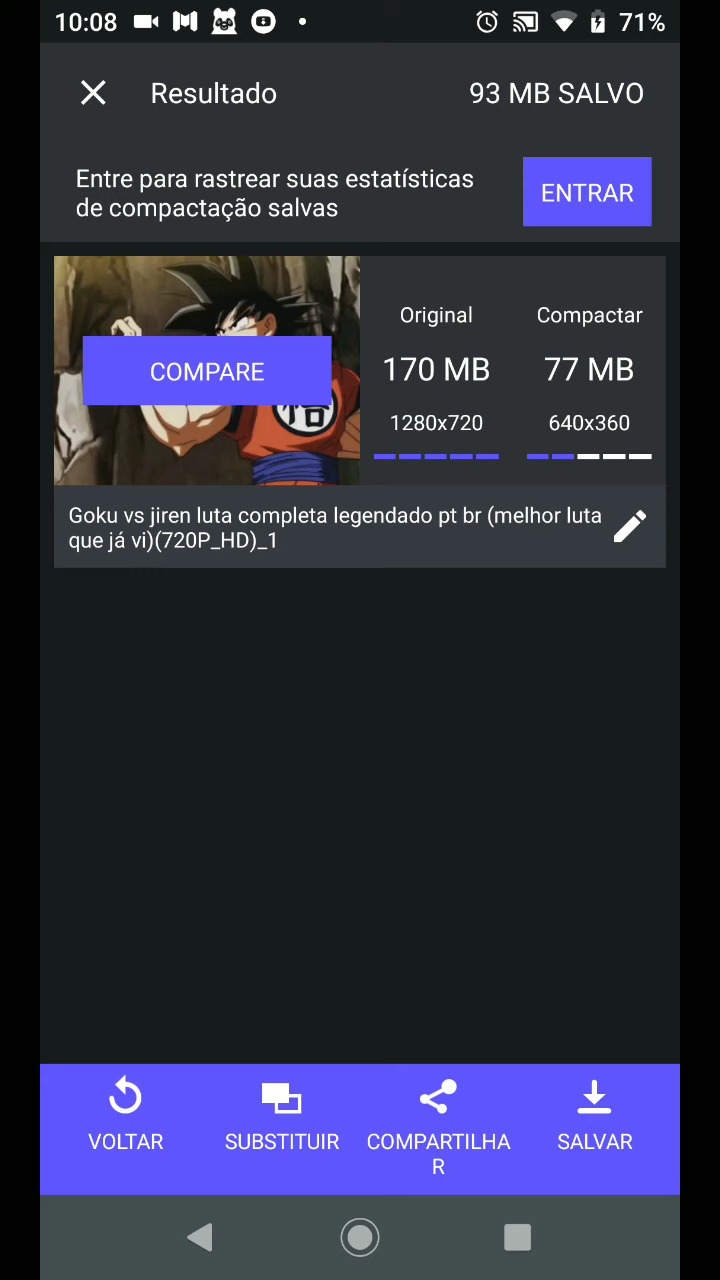 10:08
71%
Resultado
93 MB SALVO
Entre para rastrear suas estatísticas
de compactação salvas
ENTRAR
COMPARE
悟
Original
Compactar
170 MB
77 MB
1280x720
640x360
Goku vs jiren luta completa legendado pt br (melhor luta
que já vi)(720P_HD)_1
VOLTAR
SUBSTITUIR
COMPARTILHA
R
SALVAR